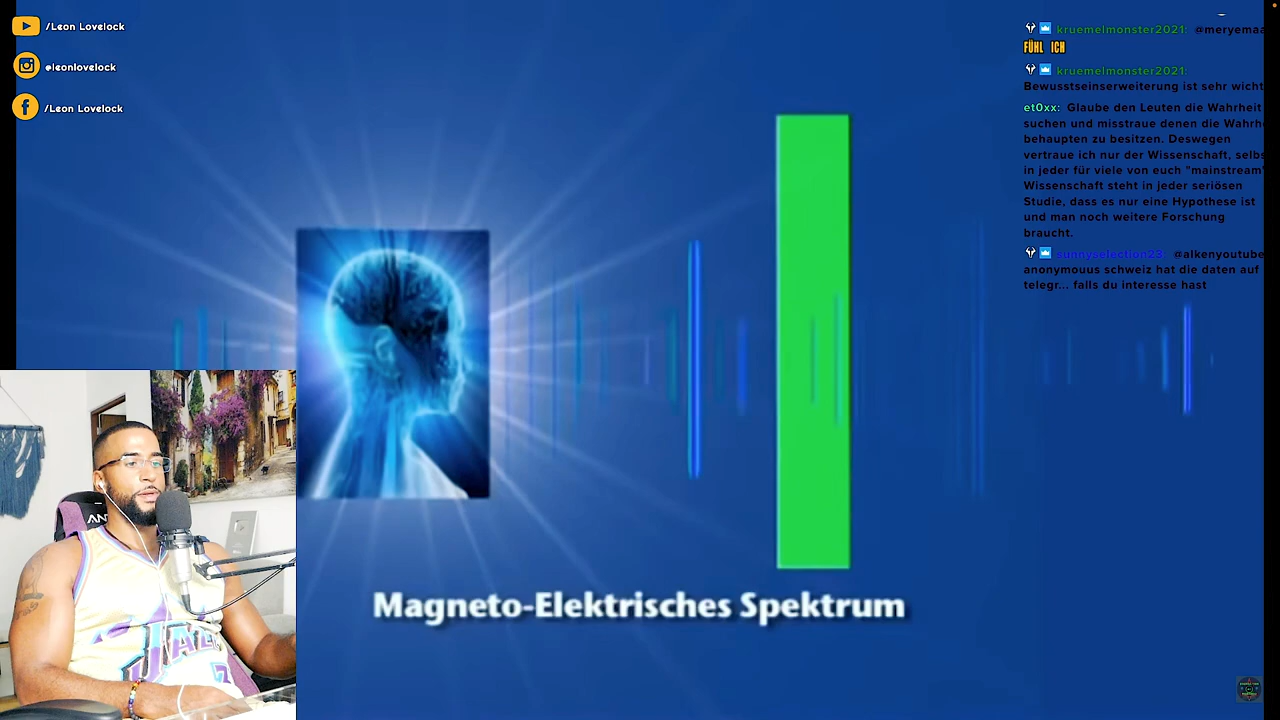 /Leon Lovelock
@leonlovelock
/Leon Lovelock
kruemelmonster2021: @meryemaa
FÜHL ICH
kruemelmonster2021:
Bewusstseinserweiterung ist sehr wicht
et0xx: Glaube den Leuten die Wahrheit
suchen und misstraue denen die Wahrh
behaupten zu besitzen. Deswegen
vertraue ich nur der Wissenschaft, selbs
in jeder für viele von euch "mainstream"
Wissenschaft steht in jeder seriösen
Studie, dass es nur eine Hypothese ist
und man noch weitere Forschung
braucht.
sunnyselection23: @alkenyoutube
anonymouus schweiz hat die daten auf
telegr... falls du interesse hast
Magneto-Elektrisches Spektrum